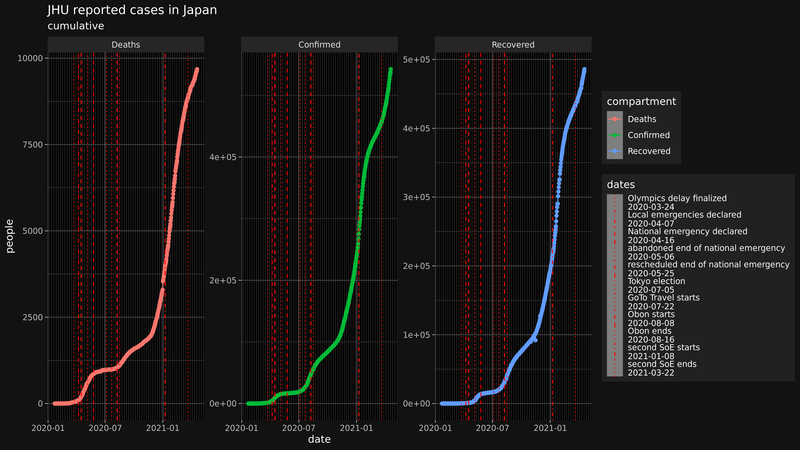 JHU reported cases in Japan
cumulative
Deaths
Confirmed
Recovered
people
10000
7500
5000
2500
0
4e+05
2e+05
0e+00
5e+05
4e+05
3e+05
2e+05
1e+05
0e+00
2020-01
2020-07
2021-01
2020-01
2020-07
2021-01
2020-01
2020-07
2021-01
date
compartment
Deaths
Confirmed
Recovered
dates
Olympics delay finalized
2020-03-24
Local emergencies declared
2020-04-07
National emergency declared
2020-04-16
abandoned end of national emergency
2020-05-06
rescheduled end of national emergency
2020-05-25
Tokyo election
2020-07-05
GoTo Travel starts
2020-07-22
Obon starts
2020-08-08
Obon ends
2020-08-16
second SoE starts
2021-01-08
second SoE ends
2021-03-22